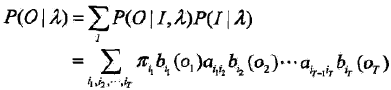 P(O|λ) = ∑_I P(O|I,λ)P(I|λ)
= ∑_{i_1,i_2,⋯,i_T} π_{i_1} b_{i_1}(o_1) a_{i_1 i_2} b_{i_2}(o_2) ⋯ a_{i_{T-1} i_T} b_{i_T}(o_T)